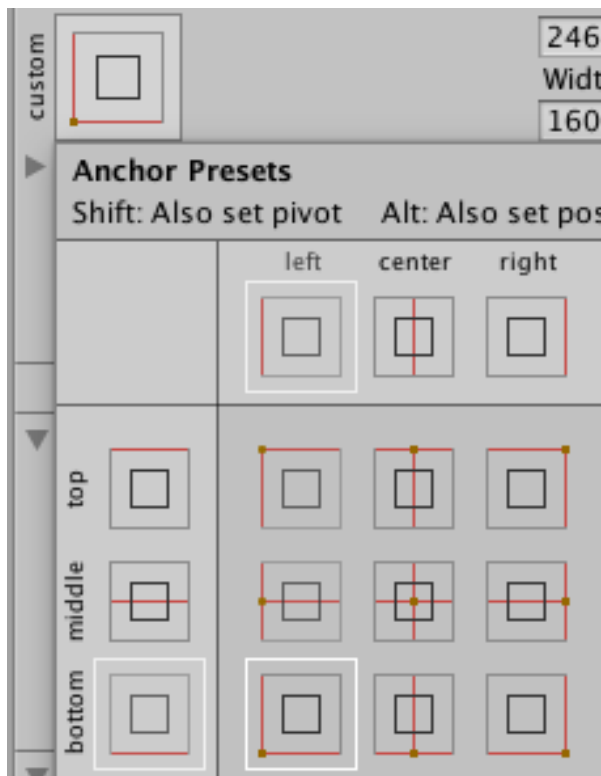 custom
246
Widt
160
Anchor Presets
Shift: Also set pivot Alt: Also set pos
left center right
top
middle
bottom